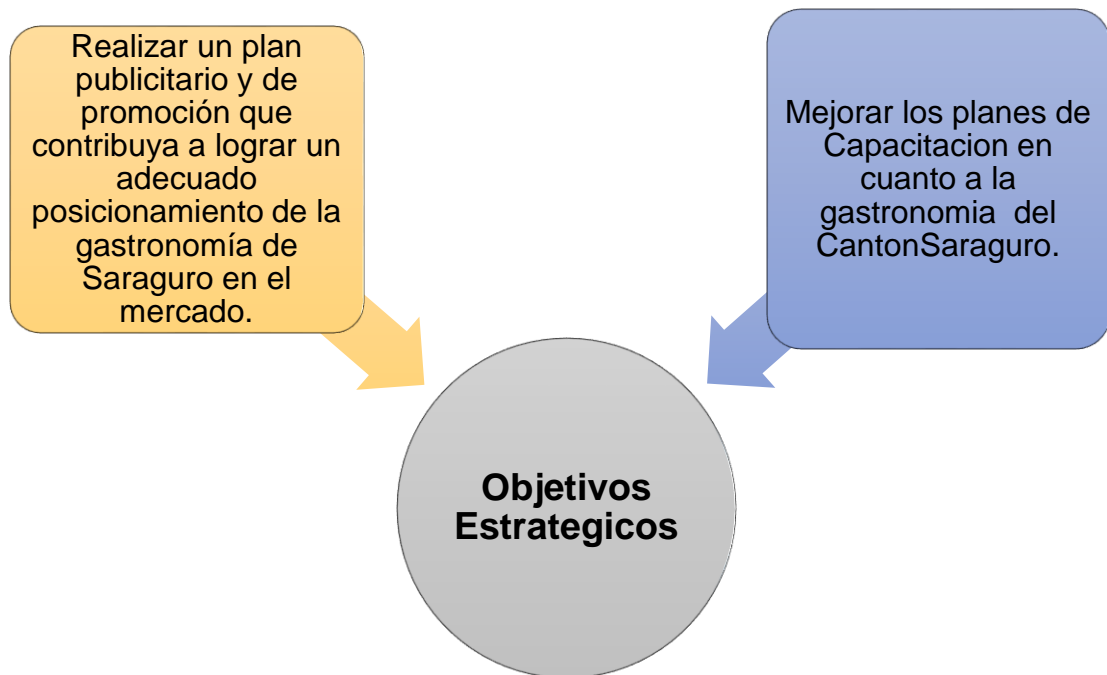 Realizar un plan
publicitario y de
promoción que
contribuya a lograr un
adecuado
posicionamiento de la
gastronomía de
Saraguro en el
mercado.
Mejorar los planes de
Capacitacion en
cuanto a la
gastronomia  del
CantonSaraguro.
Objetivos
Estrategicos